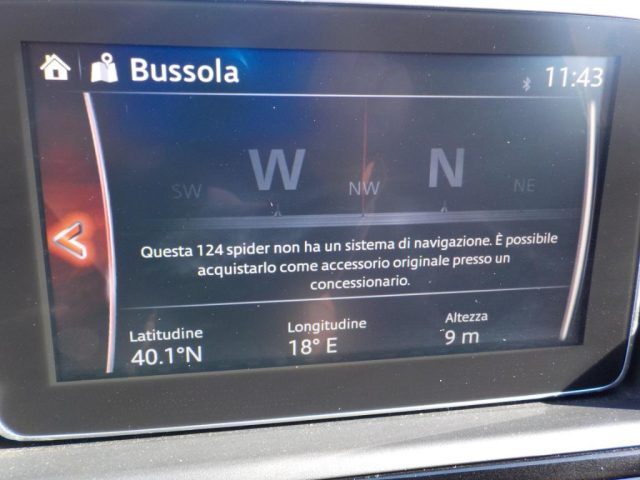 Bussola
11:43
SW W NW N NE
Questa 124 spider non ha un sistema di navigazione. È possibile
acquistarlo come accessorio originale presso un
concessionario.
Latitudine Longitudine Altezza
40.1°N 18° E 9 m